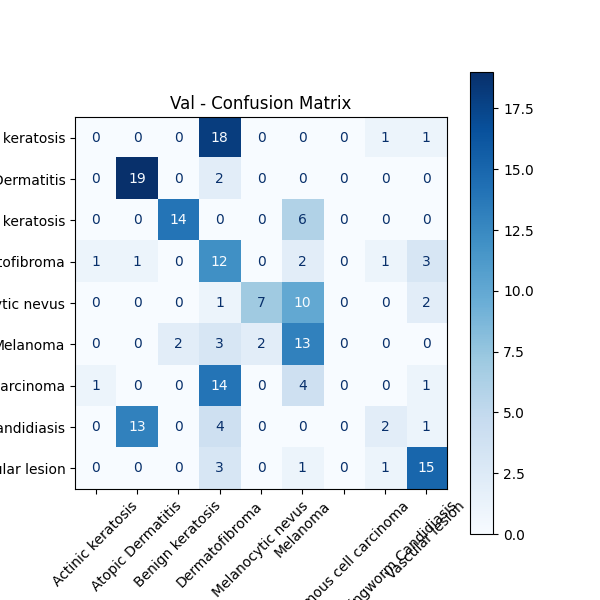 Val - Confusion Matrix
keratosis 0 0 0 18 0 0 0 1 1
Dermatitis 0 19 0 2 0 0 0 0 0
keratosis 0 0 14 0 0 6 0 0 0
tofibroma 1 1 0 12 0 2 0 1 3
tic nevus 0 0 0 1 7 10 0 0 2
Melanoma 0 0 2 3 2 13 0 0 0
arcinoma 1 0 0 14 0 4 0 0 1
andidiasis 0 13 0 4 0 0 0 2 1
ular lesion 0 0 0 3 0 1 0 1 15
Actinic keratosis
Atopic Dermatitis
Benign keratosis
Dermatofibroma
Melanocytic nevus
Melanoma
mous cell carcinoma
ngworm Candidiasis
Vascular lesion
17.5
15.0
12.5
10.0
7.5
5.0
2.5
0.0